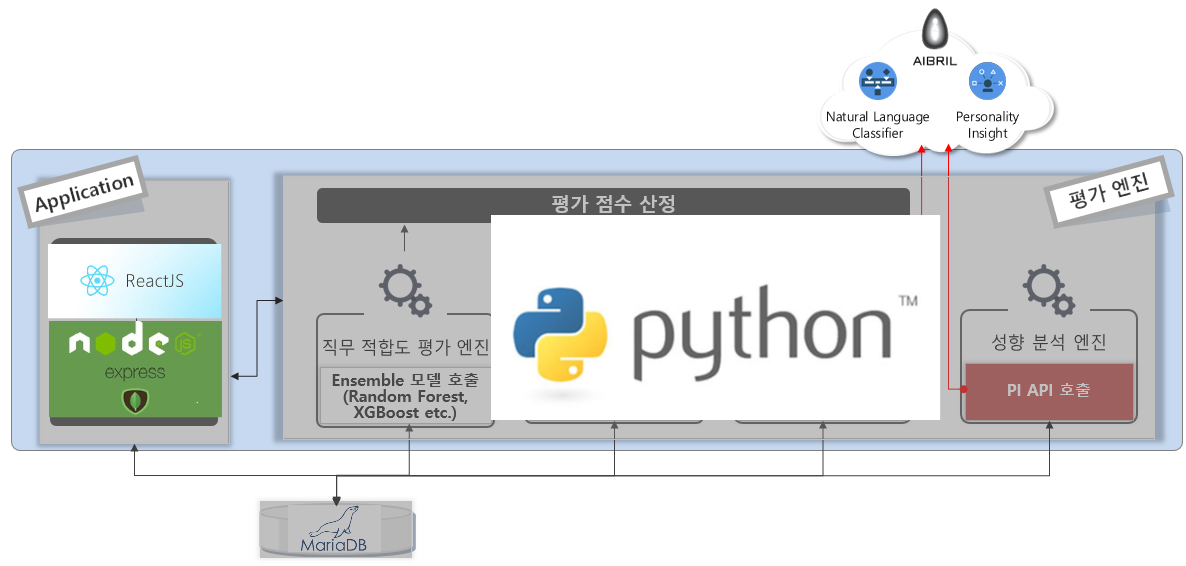 AIBRIL
Natural Language
Classifier
Personality
Insight
Application
평가 엔진
평가 점수 산정
ReactJS
node
JS
express
python™
직무 적합도 평가 엔진
Ensemble 모델 호출
(Random Forest,
XGBoost etc.)
성향 분석 엔진
PI API 호출
MariaDB